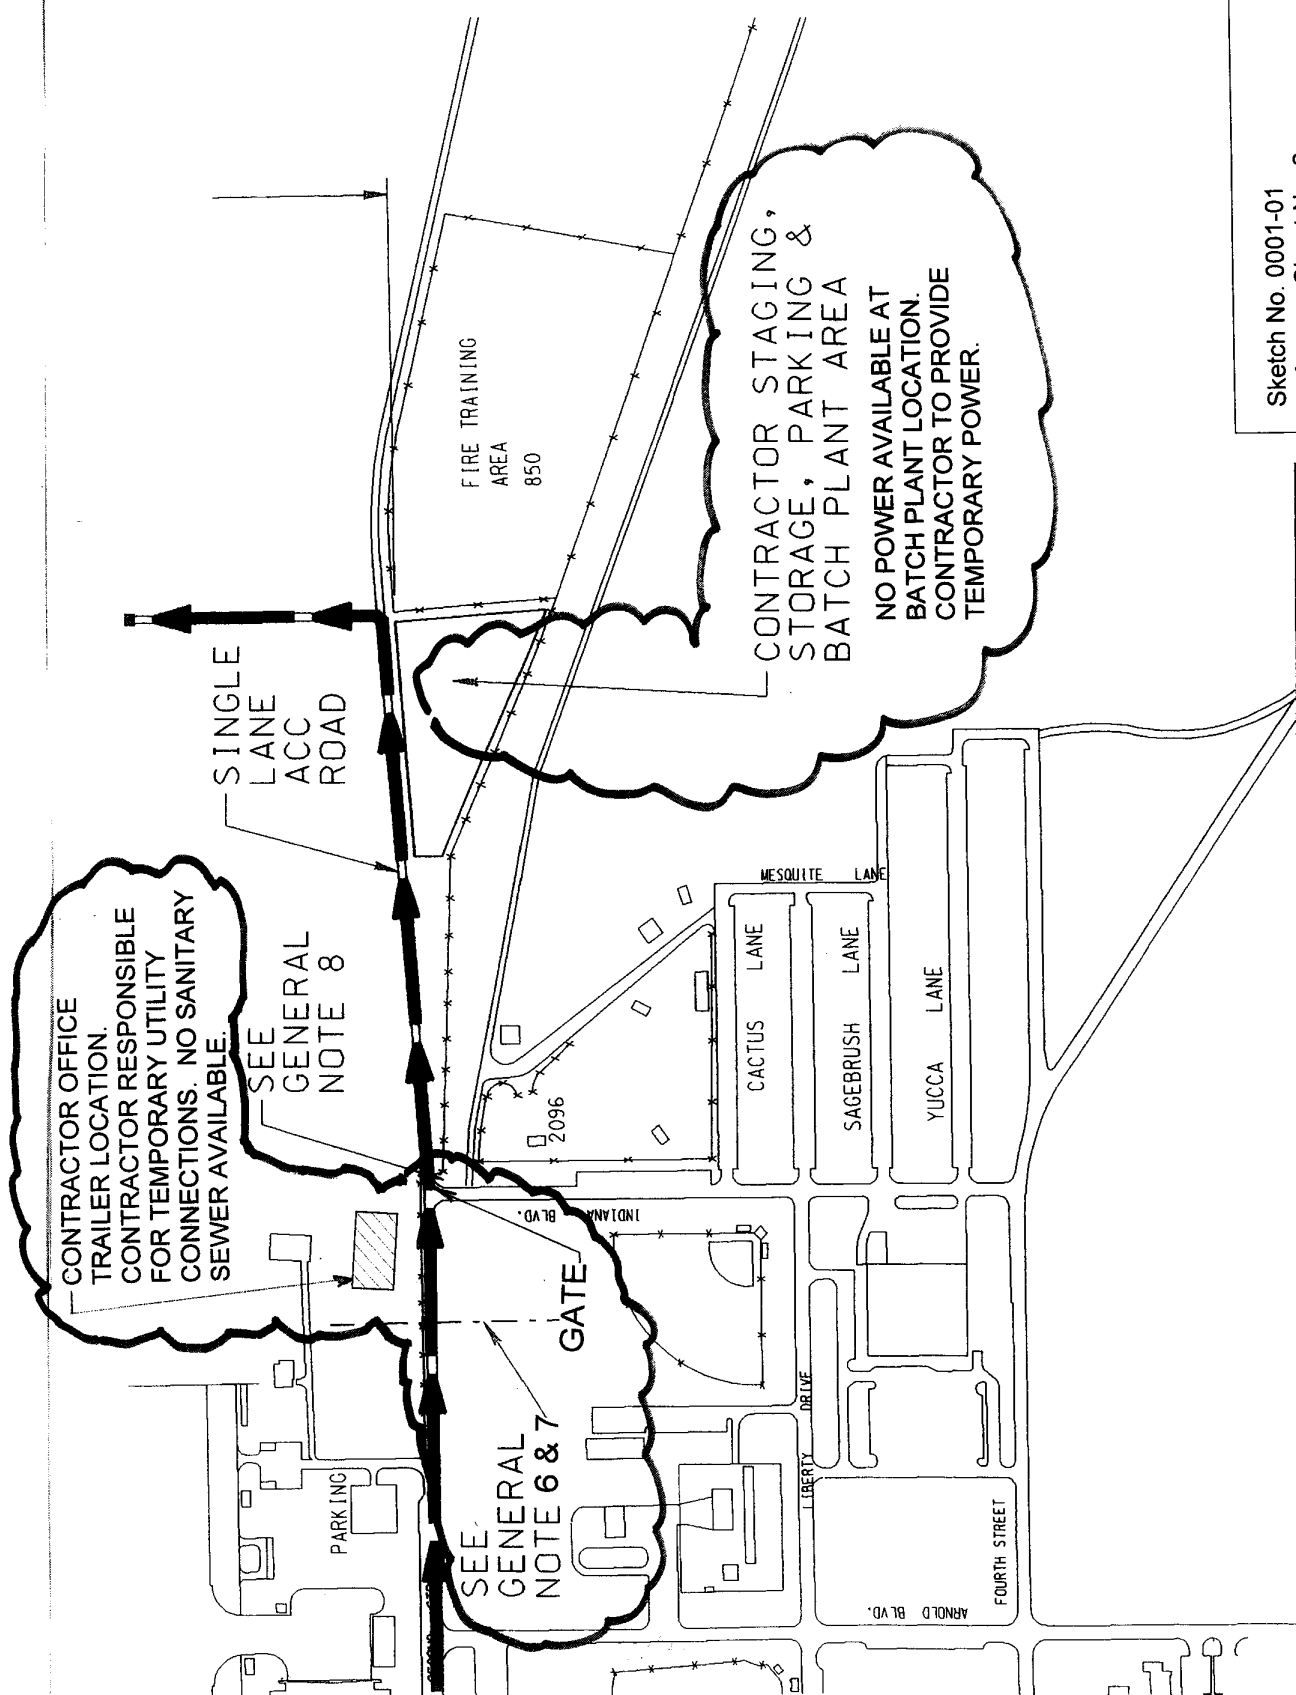 CONTRACTOR OFFICE
TRAILER LOCATION.
CONTRACTOR RESPONSIBLE
FOR TEMPORARY UTILITY
CONNECTIONS. NO SANITARY
SEWER AVAILABLE.
SEE
GENERAL
NOTE 8
SINGLE
LANE
ACC
ROAD
FIRE TRAINING
AREA
850
PARKING
SEE
GENERAL
NOTE 6 & 7
GATE
2096
INDIANA BLVD.
CONTRACTOR STAGING,
STORAGE, PARKING &
BATCH PLANT AREA
NO POWER AVAILABLE AT
BATCH PLANT LOCATION.
CONTRACTOR TO PROVIDE
TEMPORARY POWER.
MESQUITE LANE
CACTUS LANE
SAGEBRUSH LANE
YUCCA LANE
LIBERTY DRIVE
ARNOLD BLVD.
FOURTH STREET
Sketch No. 0001-01